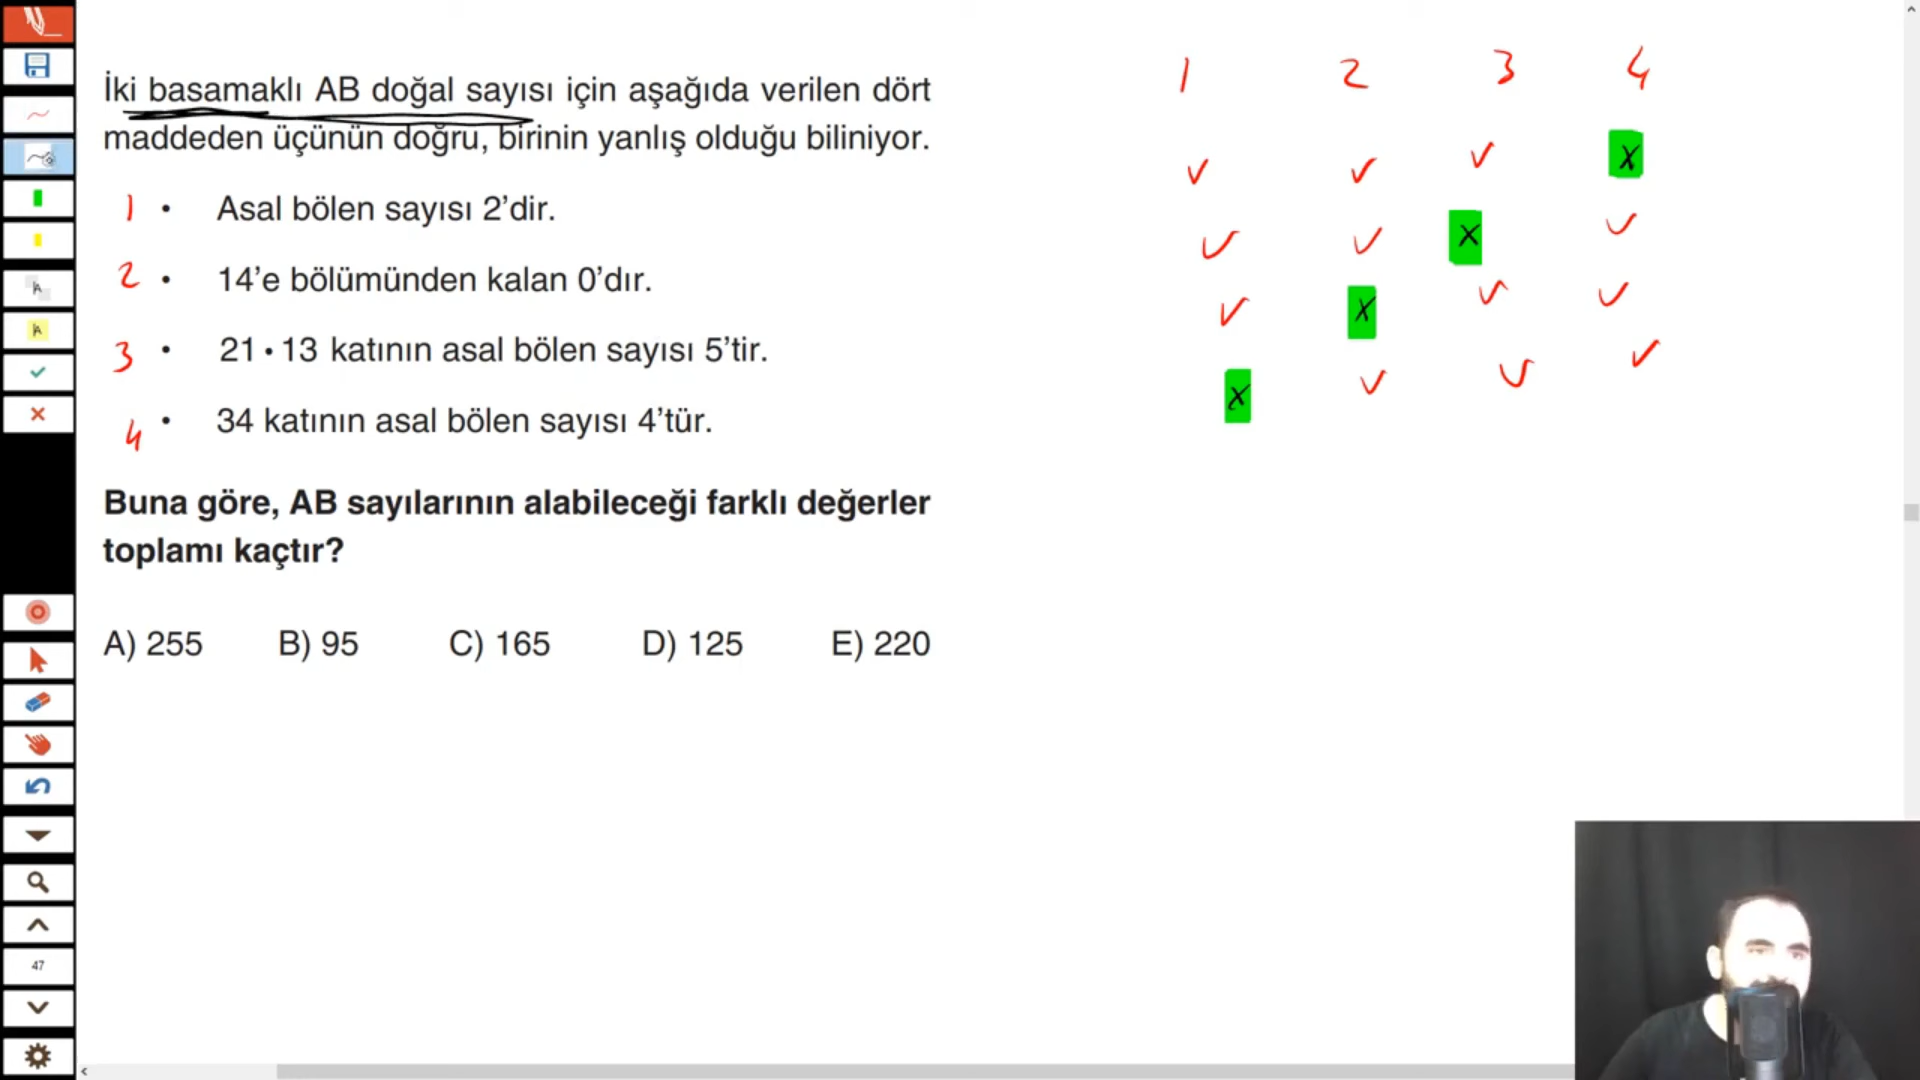 İki basamaklı AB doğal sayısı için aşağıda verilen dört
maddeden üçünün doğru, birinin yanlış olduğu biliniyor.
1 • Asal bölen sayısı 2'dir.
2 • 14'e bölümünden kalan 0'dır.
3 • 21•13 katının asal bölen sayısı 5'tir.
4 • 34 katının asal bölen sayısı 4'tür.
Buna göre, AB sayılarının alabileceği farklı değerler
toplamı kaçtır?
A) 255 B) 95 C) 165 D) 125 E) 220
1 2 3 4
✓ ✓ ✓ X
✓ ✓ X ✓
✓ X ✓ ✓
X ✓ ✓ ✓
A
A
47